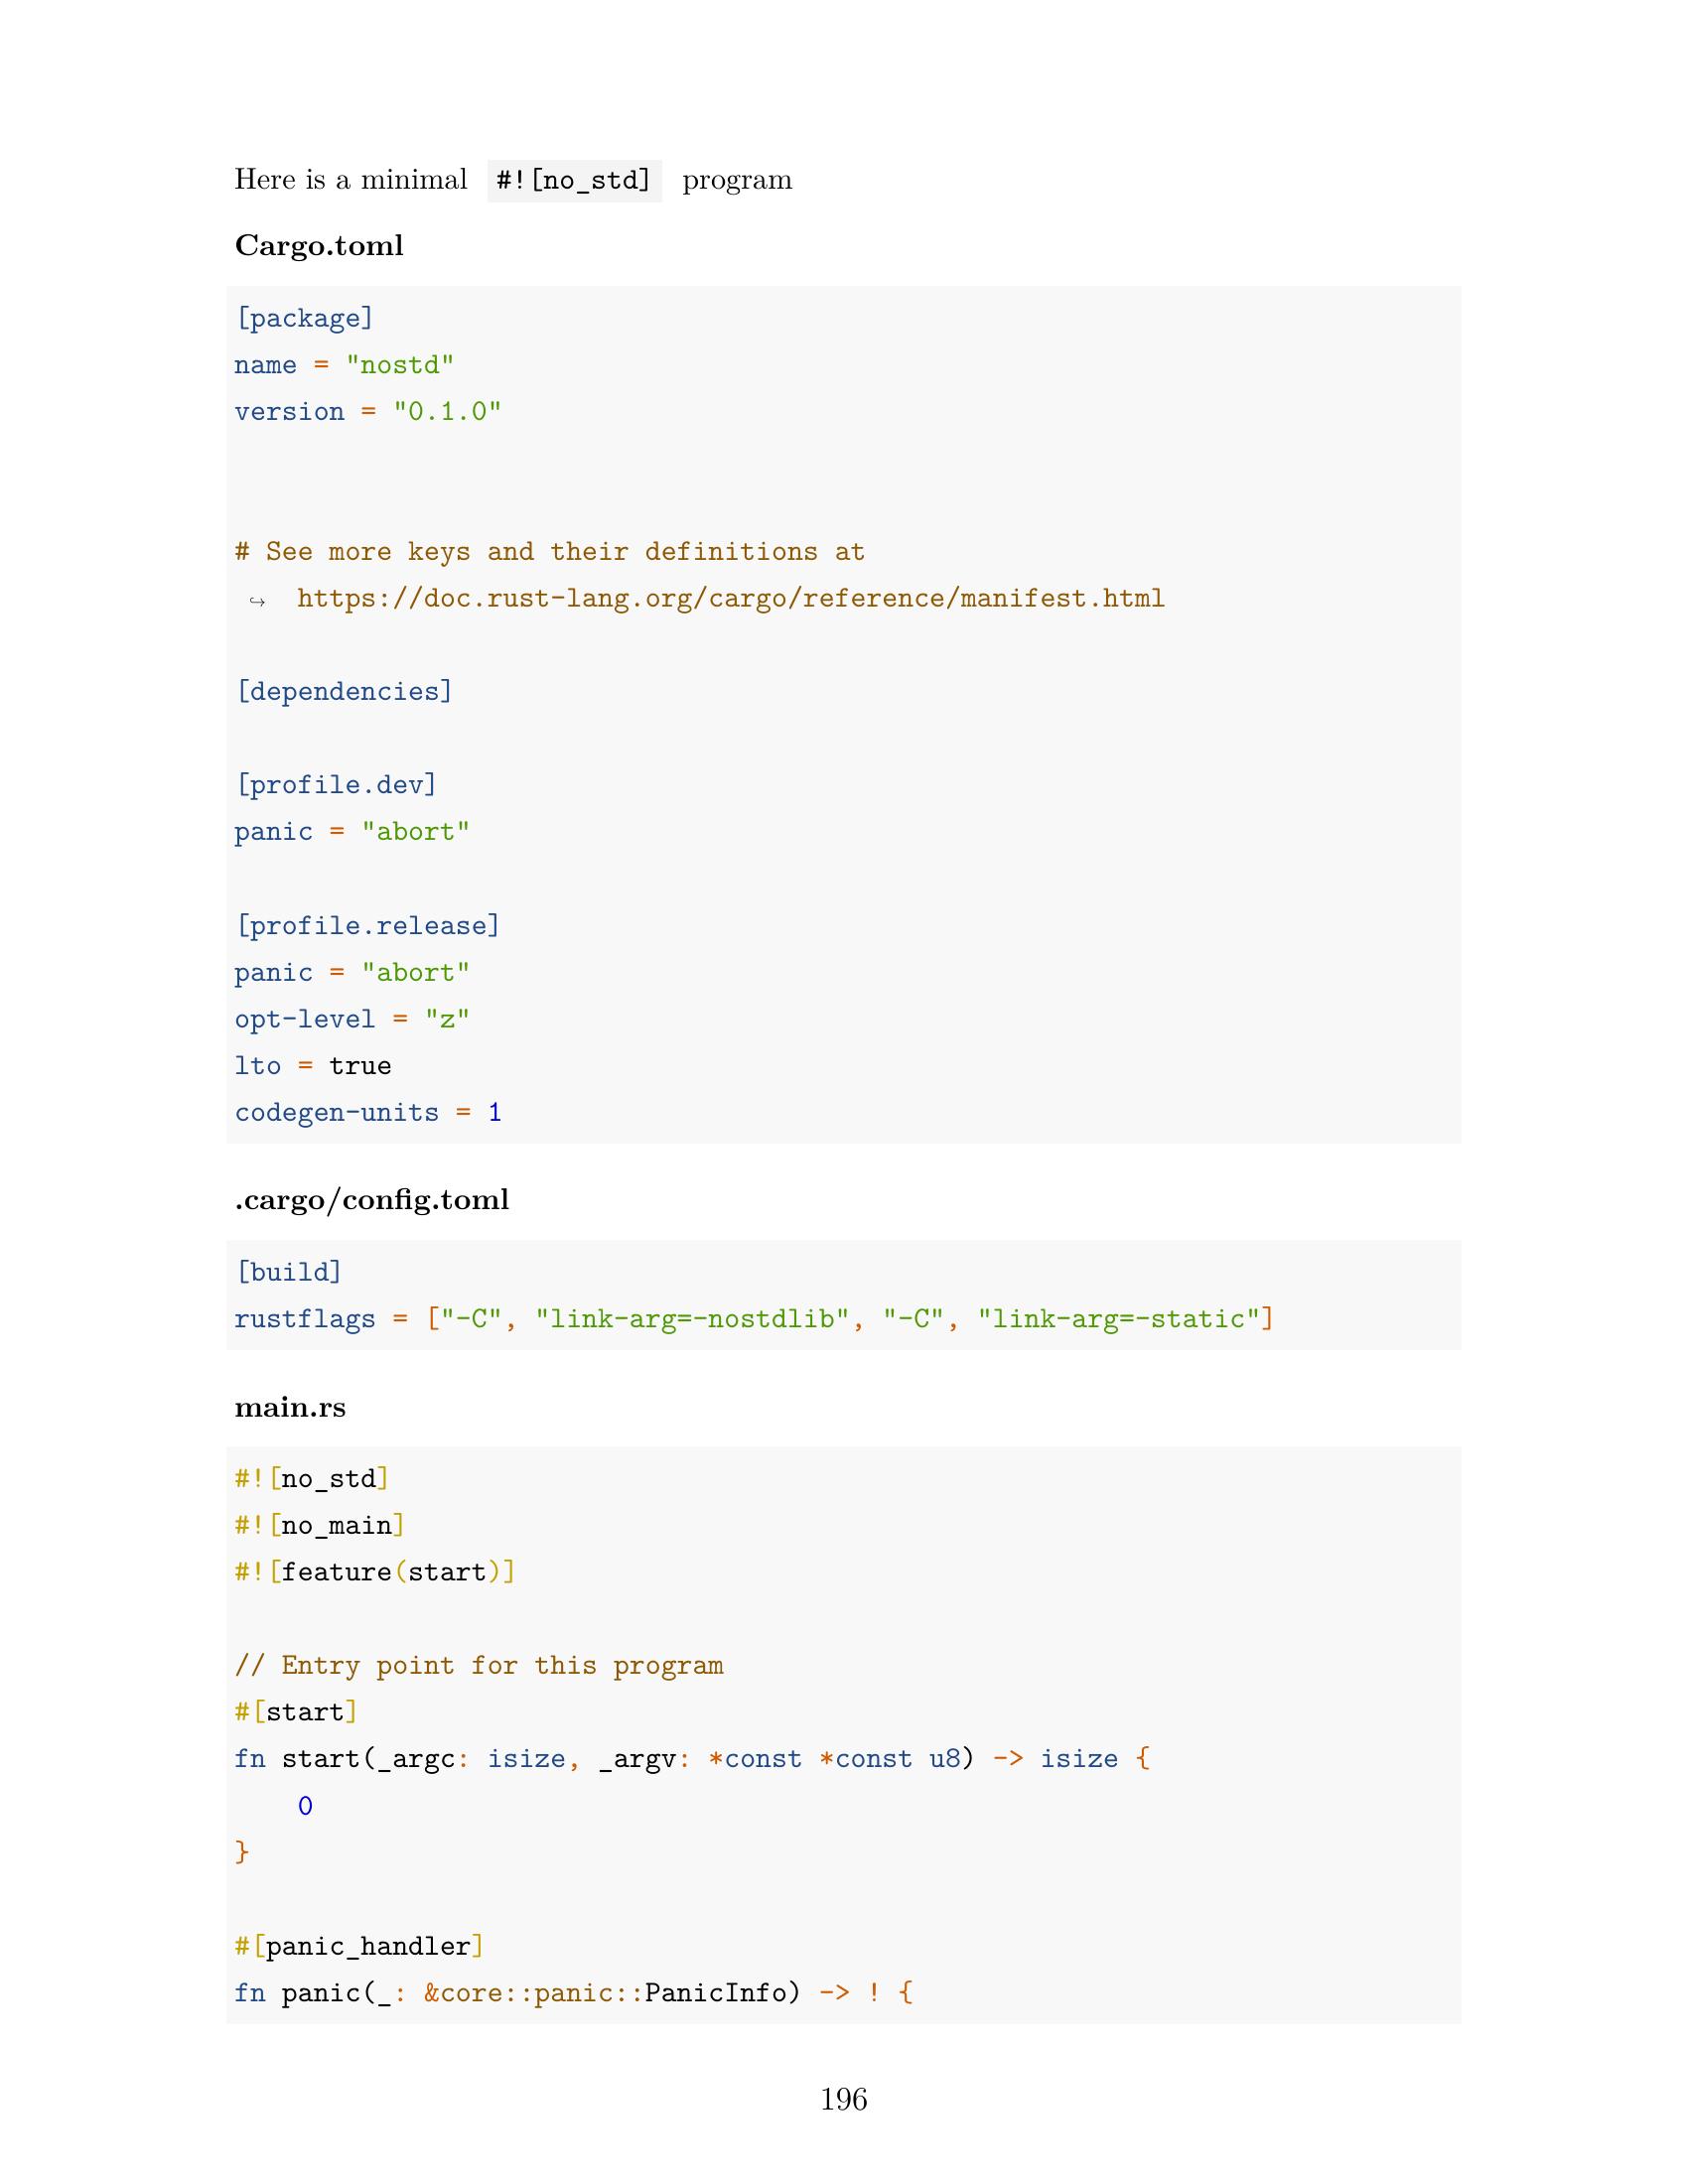 Here is a minimal #![no_std] program
Cargo.toml
[package]
name = "nostd"
version = "0.1.0"
# See more keys and their definitions at
↪ https://doc.rust-lang.org/cargo/reference/manifest.html
[dependencies]
[profile.dev]
panic = "abort"
[profile.release]
panic = "abort"
opt-level = "z"
lto = true
codegen-units = 1
.cargo/config.toml
[build]
rustflags = ["-C", "link-arg=-nostdlib", "-C", "link-arg=-static"]
main.rs
#![no_std]
#![no_main]
#![feature(start)]
// Entry point for this program
#[start]
fn start(_argc: isize, _argv: *const *const u8) -> isize {
    0
}
#[panic_handler]
fn panic(_: &core::panic::PanicInfo) -> ! {
196